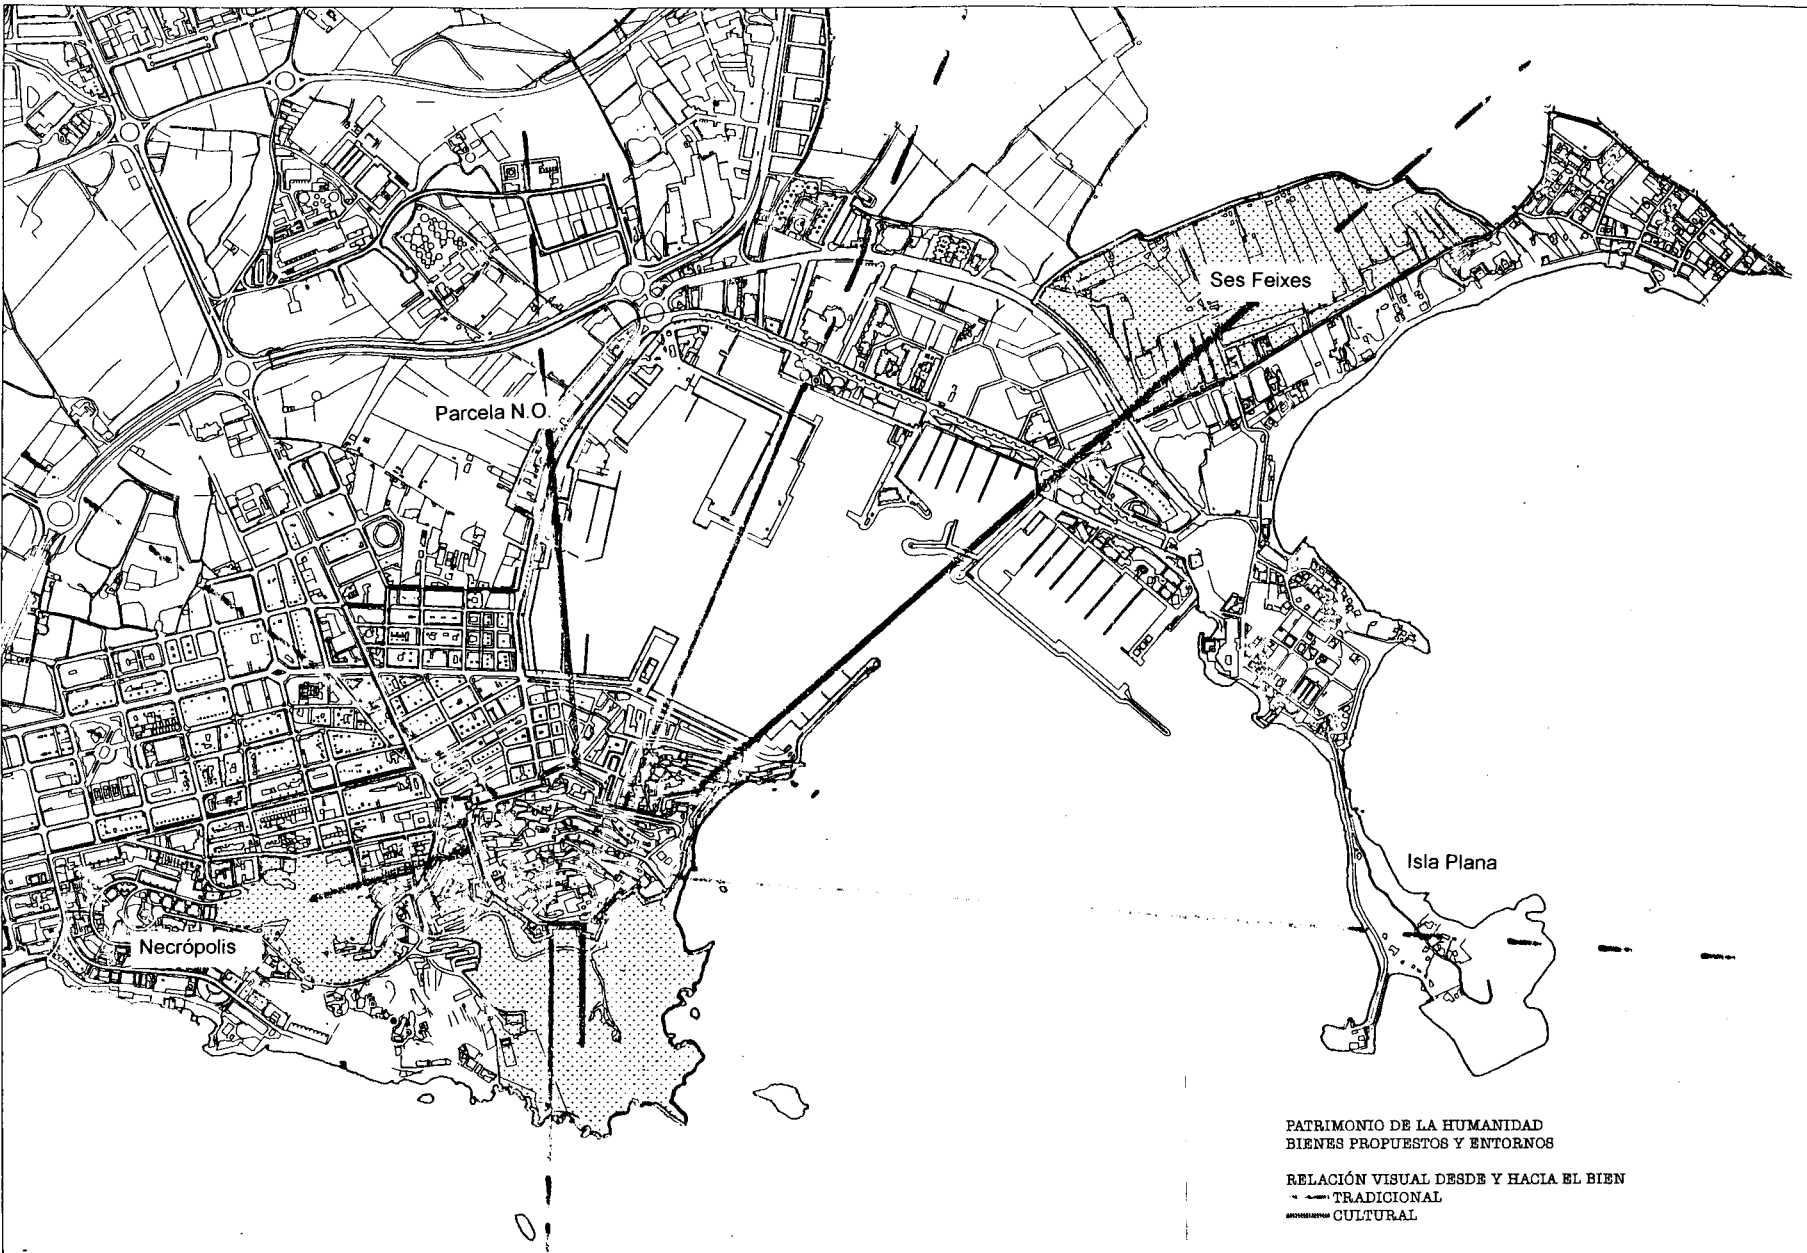 Ses Feixes
Parcela N.O.
Isla Plana
Necrópolis
PATRIMONIO DE LA HUMANIDAD
BIENES PROPUESTOS Y ENTORNOS
RELACIÓN VISUAL DESDE Y HACIA EL BIEN
TRADICIONAL
CULTURAL